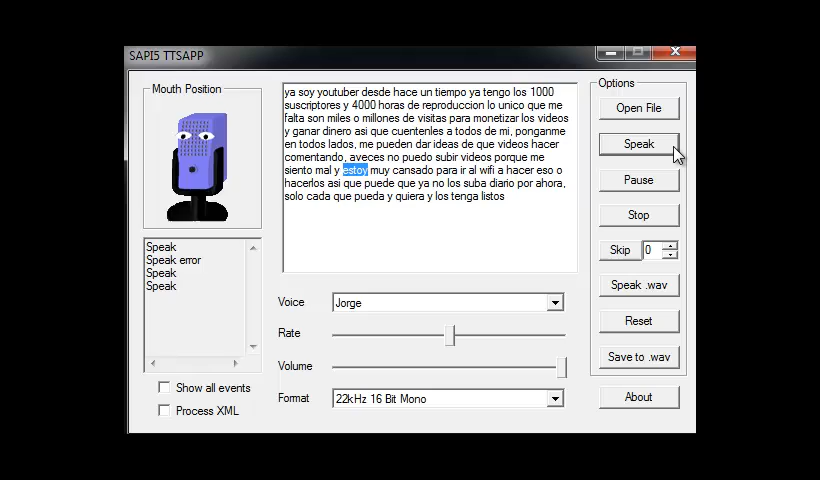 SAPI5 TTSAPP
Mouth Position
ya soy youtuber desde hace un tiempo ya tengo los 1000
suscriptores y 4000 horas de reproduccion lo unico que me
falta son miles o millones de visitas para monetizar los videos
y ganar dinero asi que cuentenles a todos de mi, ponganme
en todos lados, me pueden dar ideas de que videos hacer
comentando, aveces no puedo subir videos porque me
siento mal y estoy muy cansado para ir al wifi a hacer eso o
hacerlos asi que puede que ya no los suba diario por ahora,
solo cada que pueda y quiera y los tenga listos
Options
Open File
Speak
Pause
Stop
Skip 0
Speak .wav
Reset
Save to .wav
About
Speak
Speak error
Speak
Speak
Show all events
Process XML
Voice Jorge
Rate
Volume
Format 22kHz 16 Bit Mono